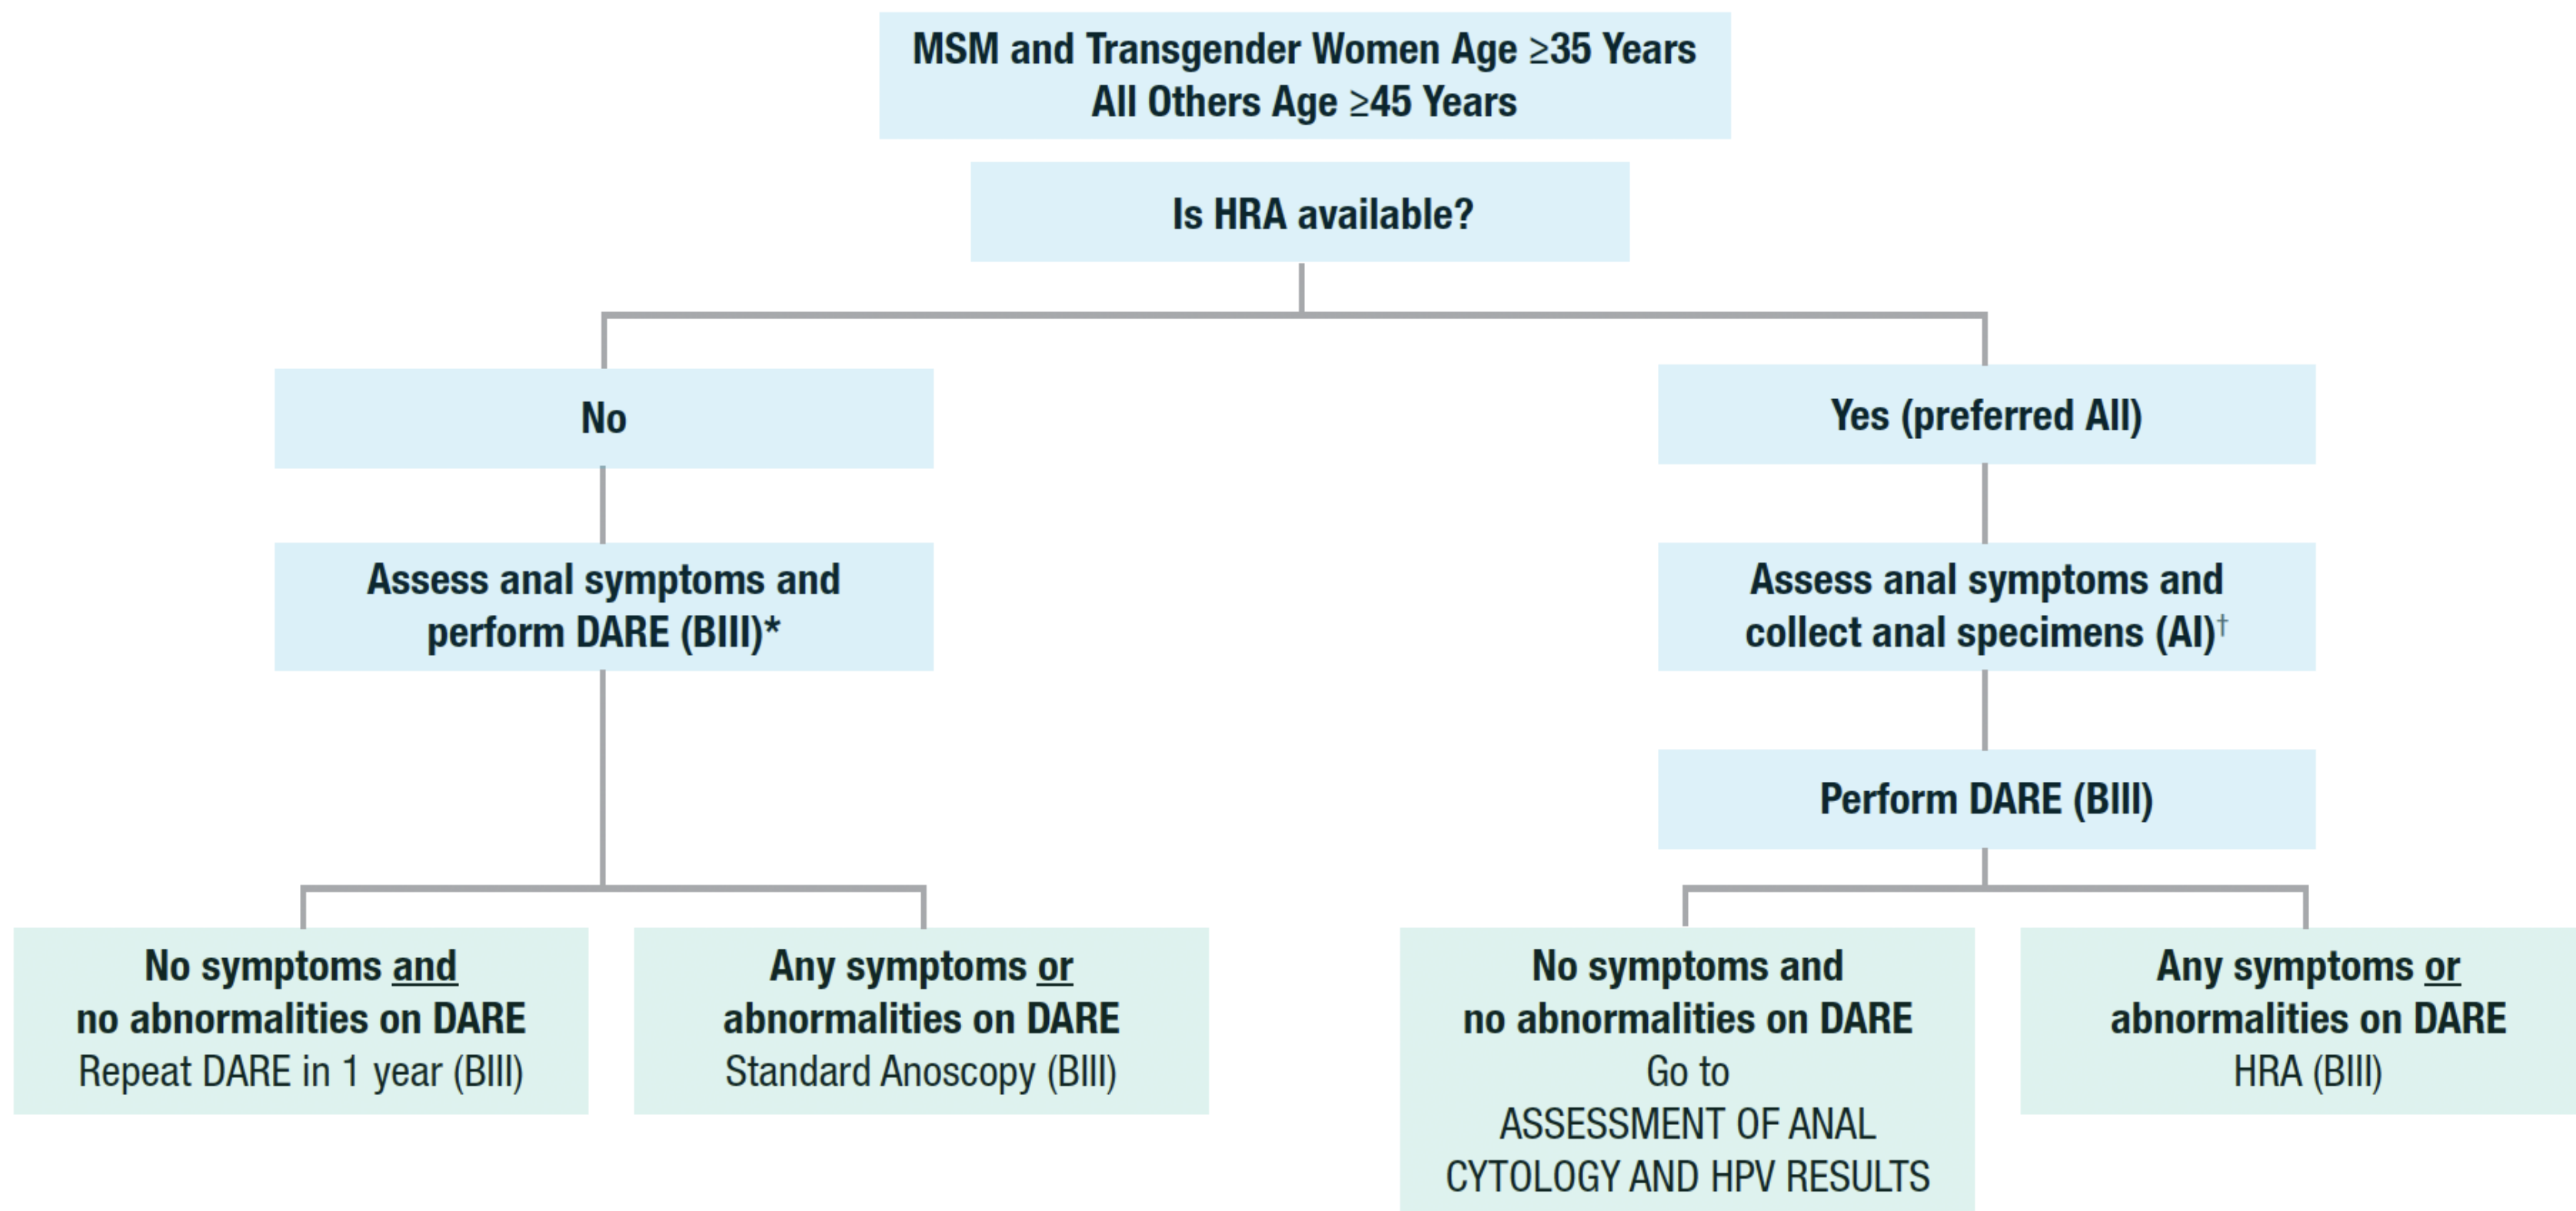 MSM and Transgender Women Age ≥35 Years
All Others Age ≥45 Years
Is HRA available?
No
Yes (preferred AII)
Assess anal symptoms and
perform DARE (BIII)*
Assess anal symptoms and
collect anal specimens (AI)†
Perform DARE (BIII)
No symptoms and
no abnormalities on DARE
Repeat DARE in 1 year (BIII)
Any symptoms or
abnormalities on DARE
Standard Anoscopy (BIII)
No symptoms and
no abnormalities on DARE
Go to
ASSESSMENT OF ANAL
CYTOLOGY AND HPV RESULTS
Any symptoms or
abnormalities on DARE
HRA (BIII)